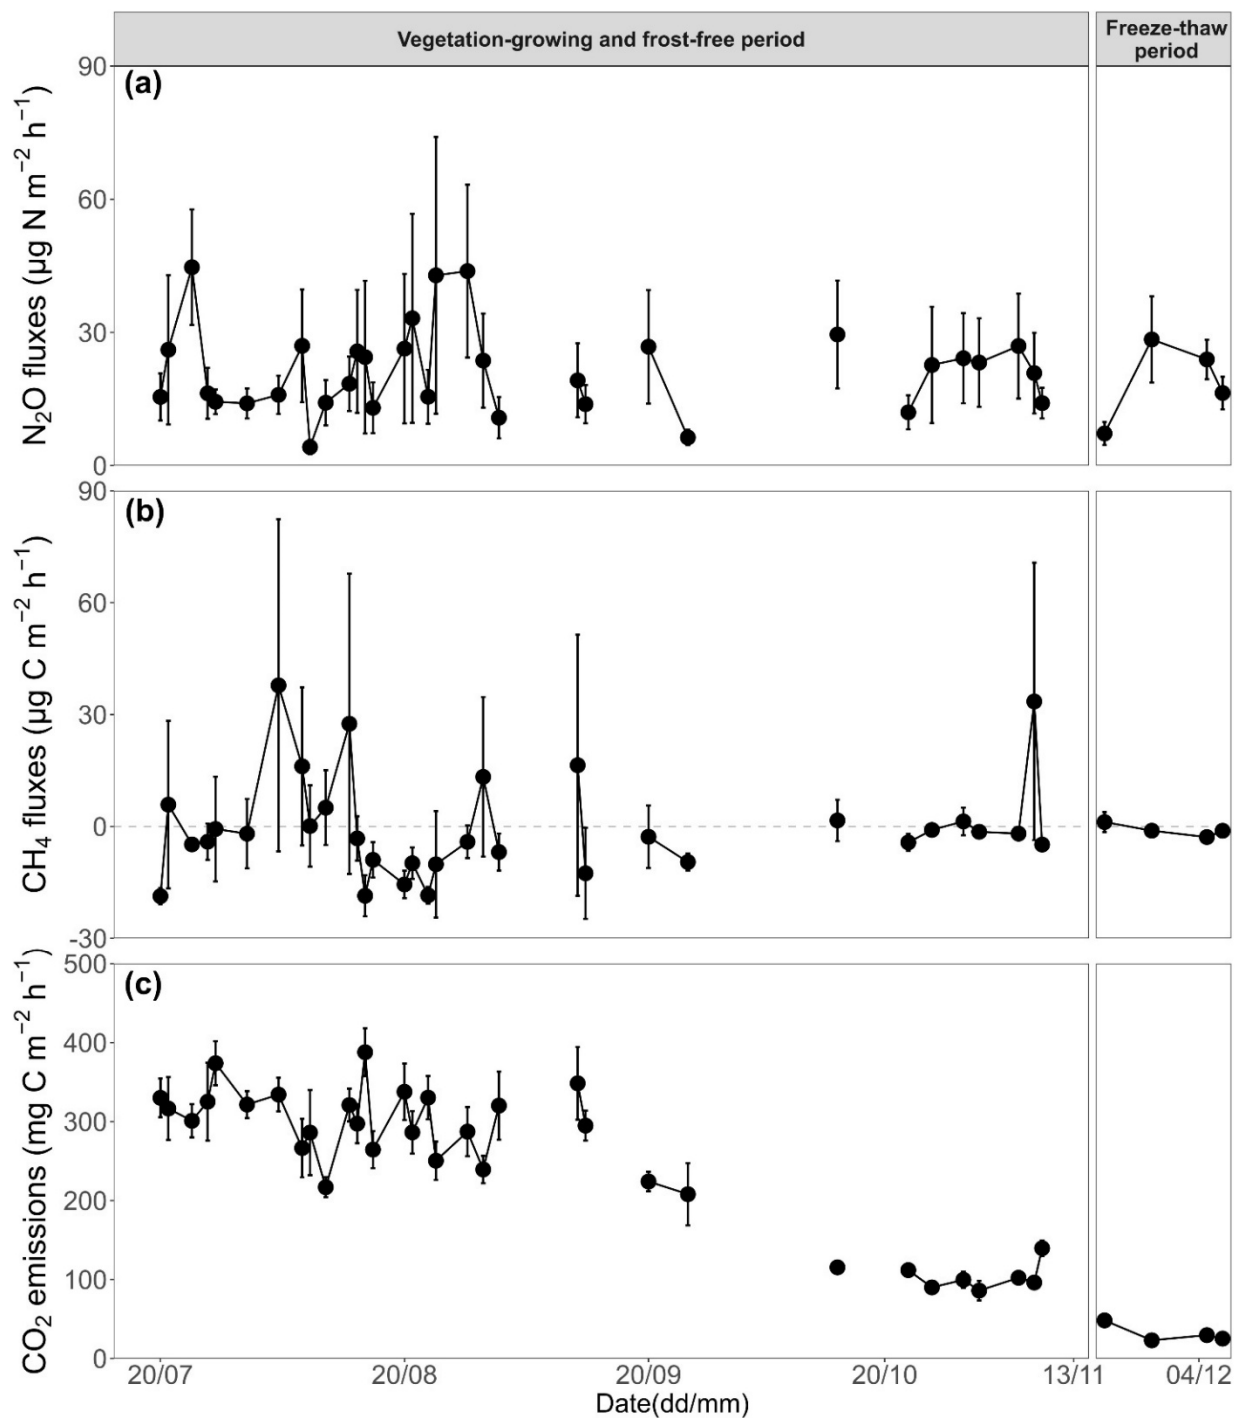 Vegetation-growing and frost-free period
Freeze-thaw
period
(a)
N₂O fluxes (µg N m⁻² h⁻¹)
90
60
30
0
(b)
CH₄ fluxes (µg C m⁻² h⁻¹)
90
60
30
0
-30
(c)
CO₂ emissions (mg C m⁻² h⁻¹)
500
400
300
200
100
0
20/07
20/08
20/09
20/10
13/11
04/12
Date(dd/mm)